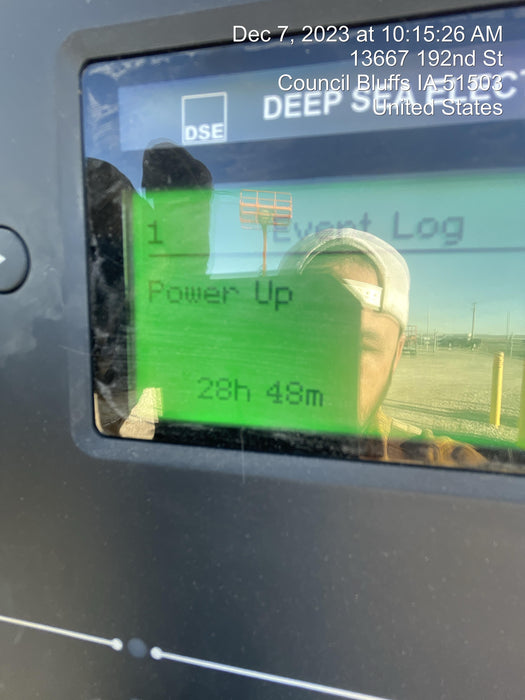 Dec 7, 2023 at 10:15:26 AM
13667 192nd St
Council Bluffs IA 51503
United States
DSE
DEEP SEA ELECT
1 Event Log
Power Up
28h 48m